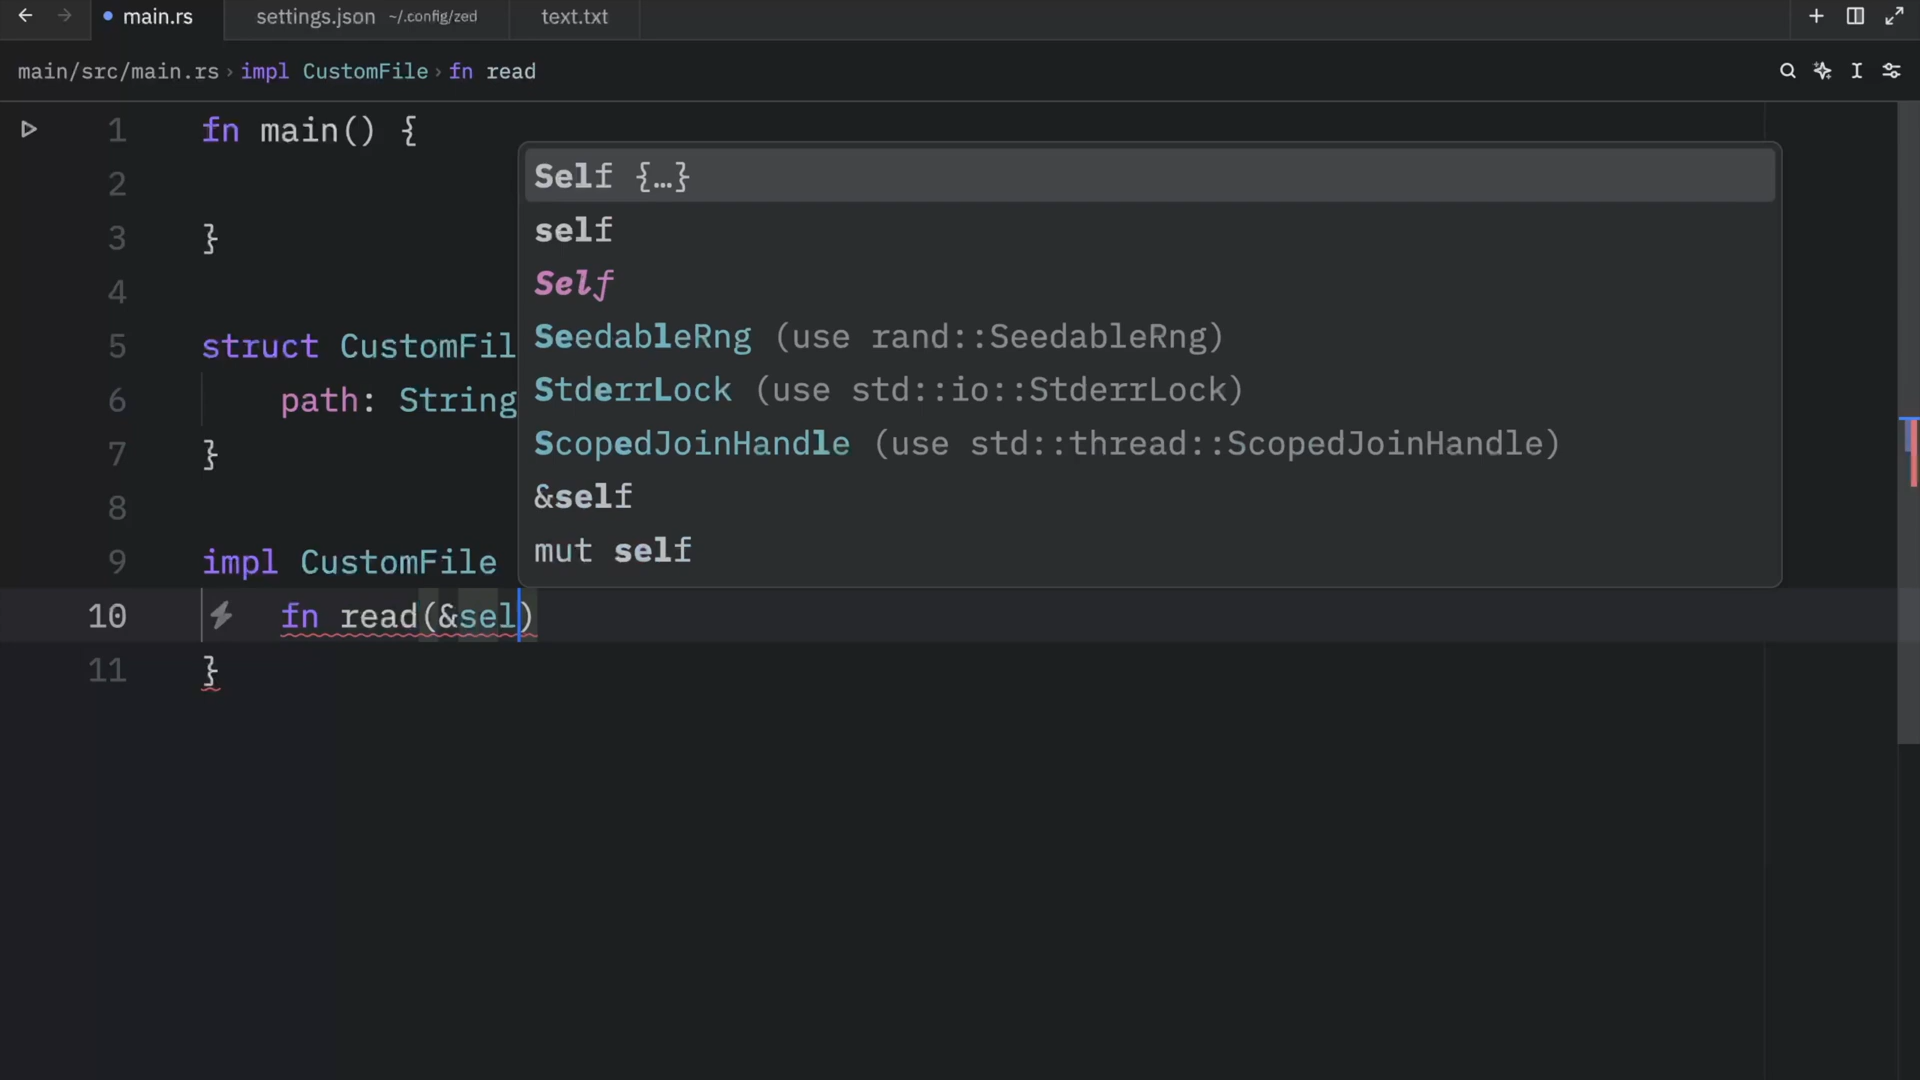 main.rs settings.json ~/.config/zed text.txt
main/src/main.rs › impl CustomFile › fn read
1 fn main() {
2
3 }
4
5 struct CustomFil
6 path: String
7 }
8
9 impl CustomFile
10 fn read(&sel)
11 }
Self {…}
self
Self
SeedableRng (use rand::SeedableRng)
StderrLock (use std::io::StderrLock)
ScopedJoinHandle (use std::thread::ScopedJoinHandle)
&self
mut self